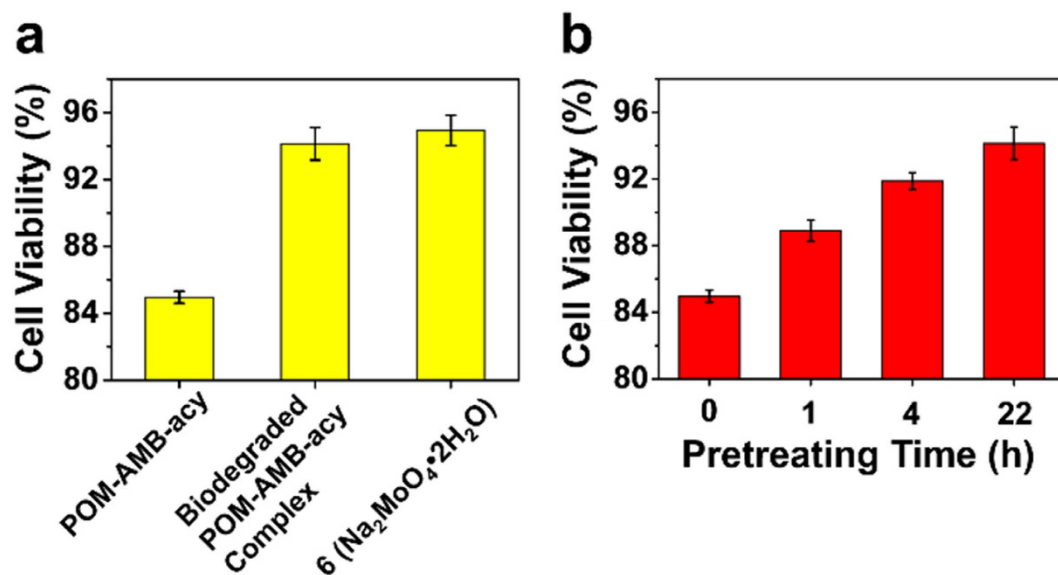 a
Cell Viability (%)
96
92
88
84
80
POM-AMB-acy
Biodegraded
POM-AMB-acy
Complex
6 (Na₂MoO₄•2H₂O)
b
Cell Viability (%)
96
92
88
84
80
0 1 4 22
Pretreating Time (h)